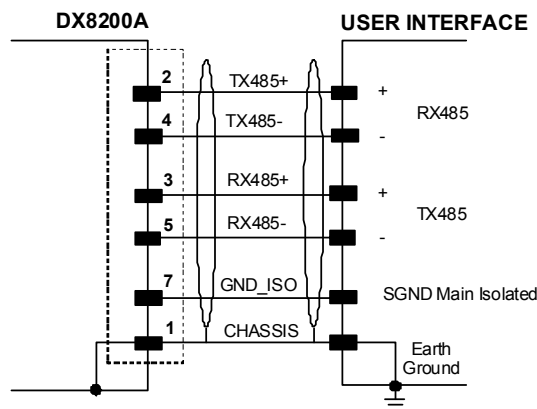 DX8200A
USER INTERFACE
2
TX485+
+
RX485
4
TX485-
-
3
RX485+
+
TX485
5
RX485-
-
7
GND_ISO
SGND Main Isolated
1
CHASSIS
Earth
Ground